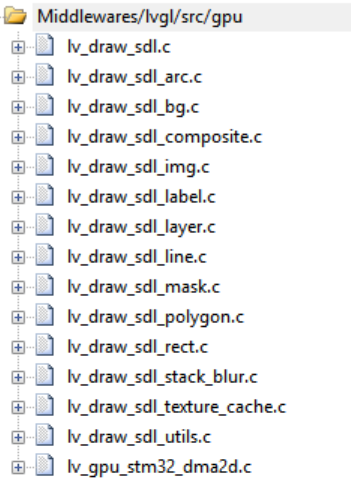 Middlewares/lvgl/src/gpu
lv_draw_sdl.c
lv_draw_sdl_arc.c
lv_draw_sdl_bg.c
lv_draw_sdl_composite.c
lv_draw_sdl_img.c
lv_draw_sdl_label.c
lv_draw_sdl_layer.c
lv_draw_sdl_line.c
lv_draw_sdl_mask.c
lv_draw_sdl_polygon.c
lv_draw_sdl_rect.c
lv_draw_sdl_stack_blur.c
lv_draw_sdl_texture_cache.c
lv_draw_sdl_utils.c
lv_gpu_stm32_dma2d.c